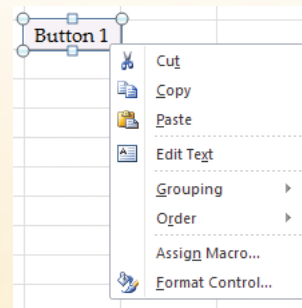 Button 1
Cut
Copy
Paste
Edit Text
Grouping
Order
Assign Macro...
Format Control...